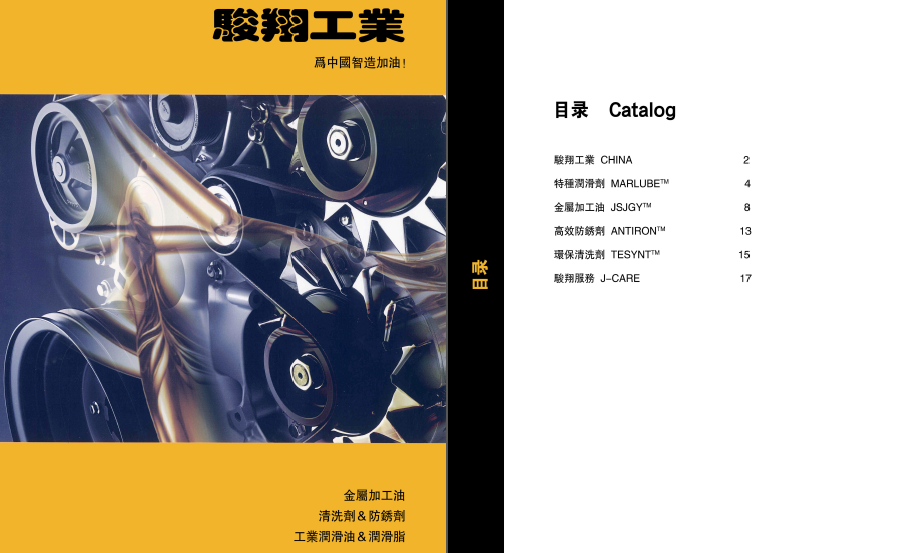 駿翔工業
爲中國智造加油!
金屬加工油
清洗劑&防銹劑
工業潤滑油&潤滑脂
目录
目录 Catalog
駿翔工業 CHINA 2
特種潤滑劑 MARLUBE™ 4
金屬加工油 JSJGY™ 8
高效防銹劑 ANTIRON™ 13
環保清洗劑 TESYNT™ 15
駿翔服務 J-CARE 17